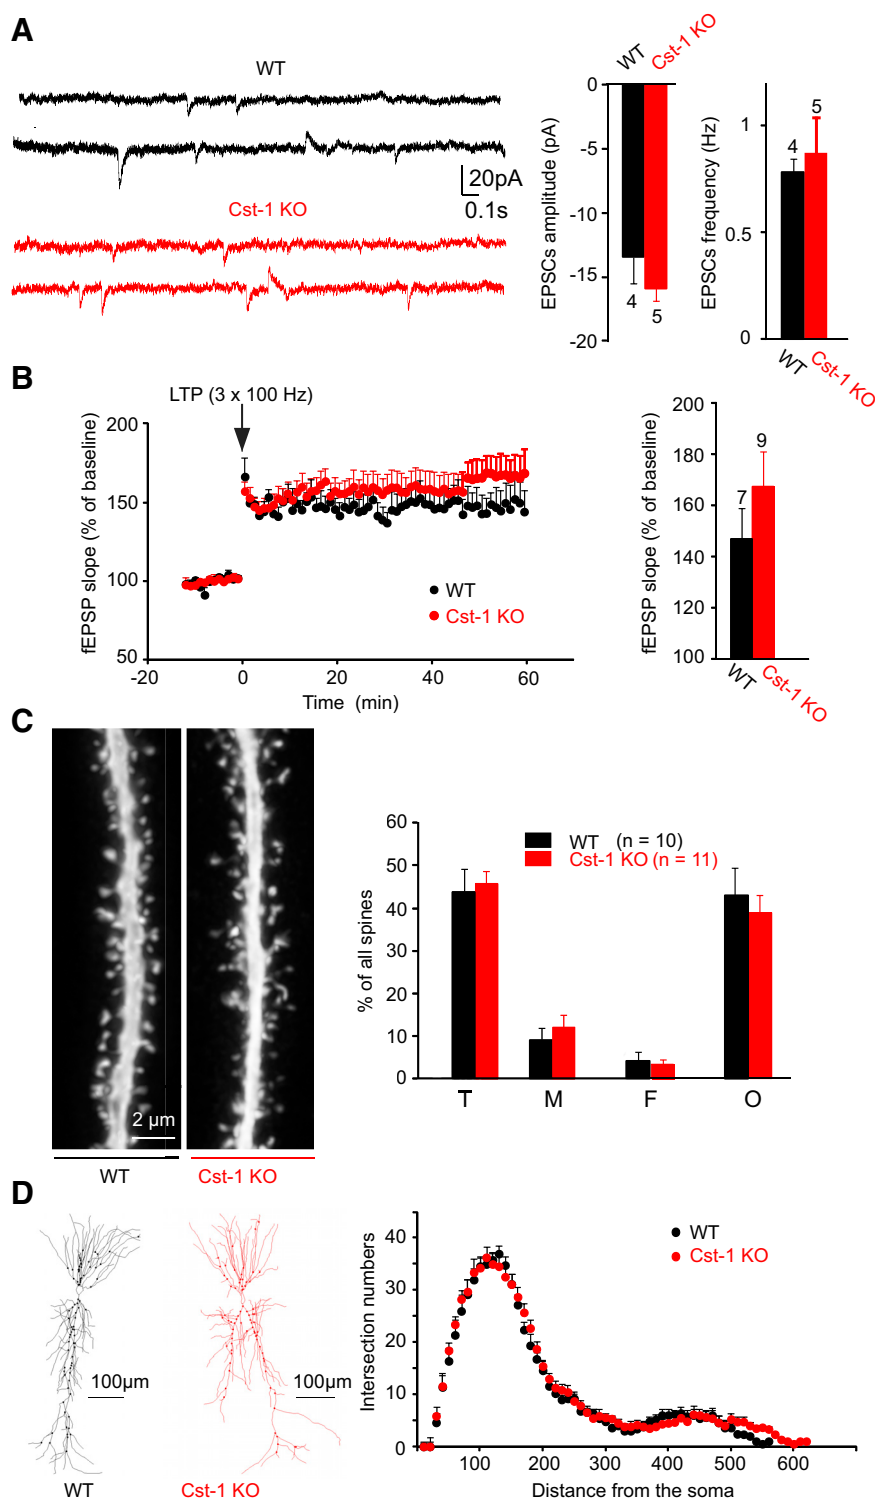 A
WT
20pA
0.1s
Cst-1 KO
WT
Cst-1 KO
EPSCs amplitude (pA)
0
-5
-10
-15
-20
4
5
EPSCs frequency (Hz)
1
0.5
0
4
5
WT
Cst-1 KO
B
LTP (3 x 100 Hz)
fEPSP slope (% of baseline)
200
150
100
50
-20
0
20
40
60
Time (min)
WT
Cst-1 KO
fEPSP slope (% of baseline)
200
180
160
140
120
100
7
9
WT
Cst-1 KO
C
2 µm
WT
Cst-1 KO
% of all spines
60
50
40
30
20
10
0
WT (n = 10)
Cst-1 KO (n = 11)
T
M
F
O
D
100µm
100µm
WT
Cst-1 KO
Intersection numbers
40
30
20
10
0
WT
Cst-1 KO
100
200
300
400
500
600
Distance from the soma